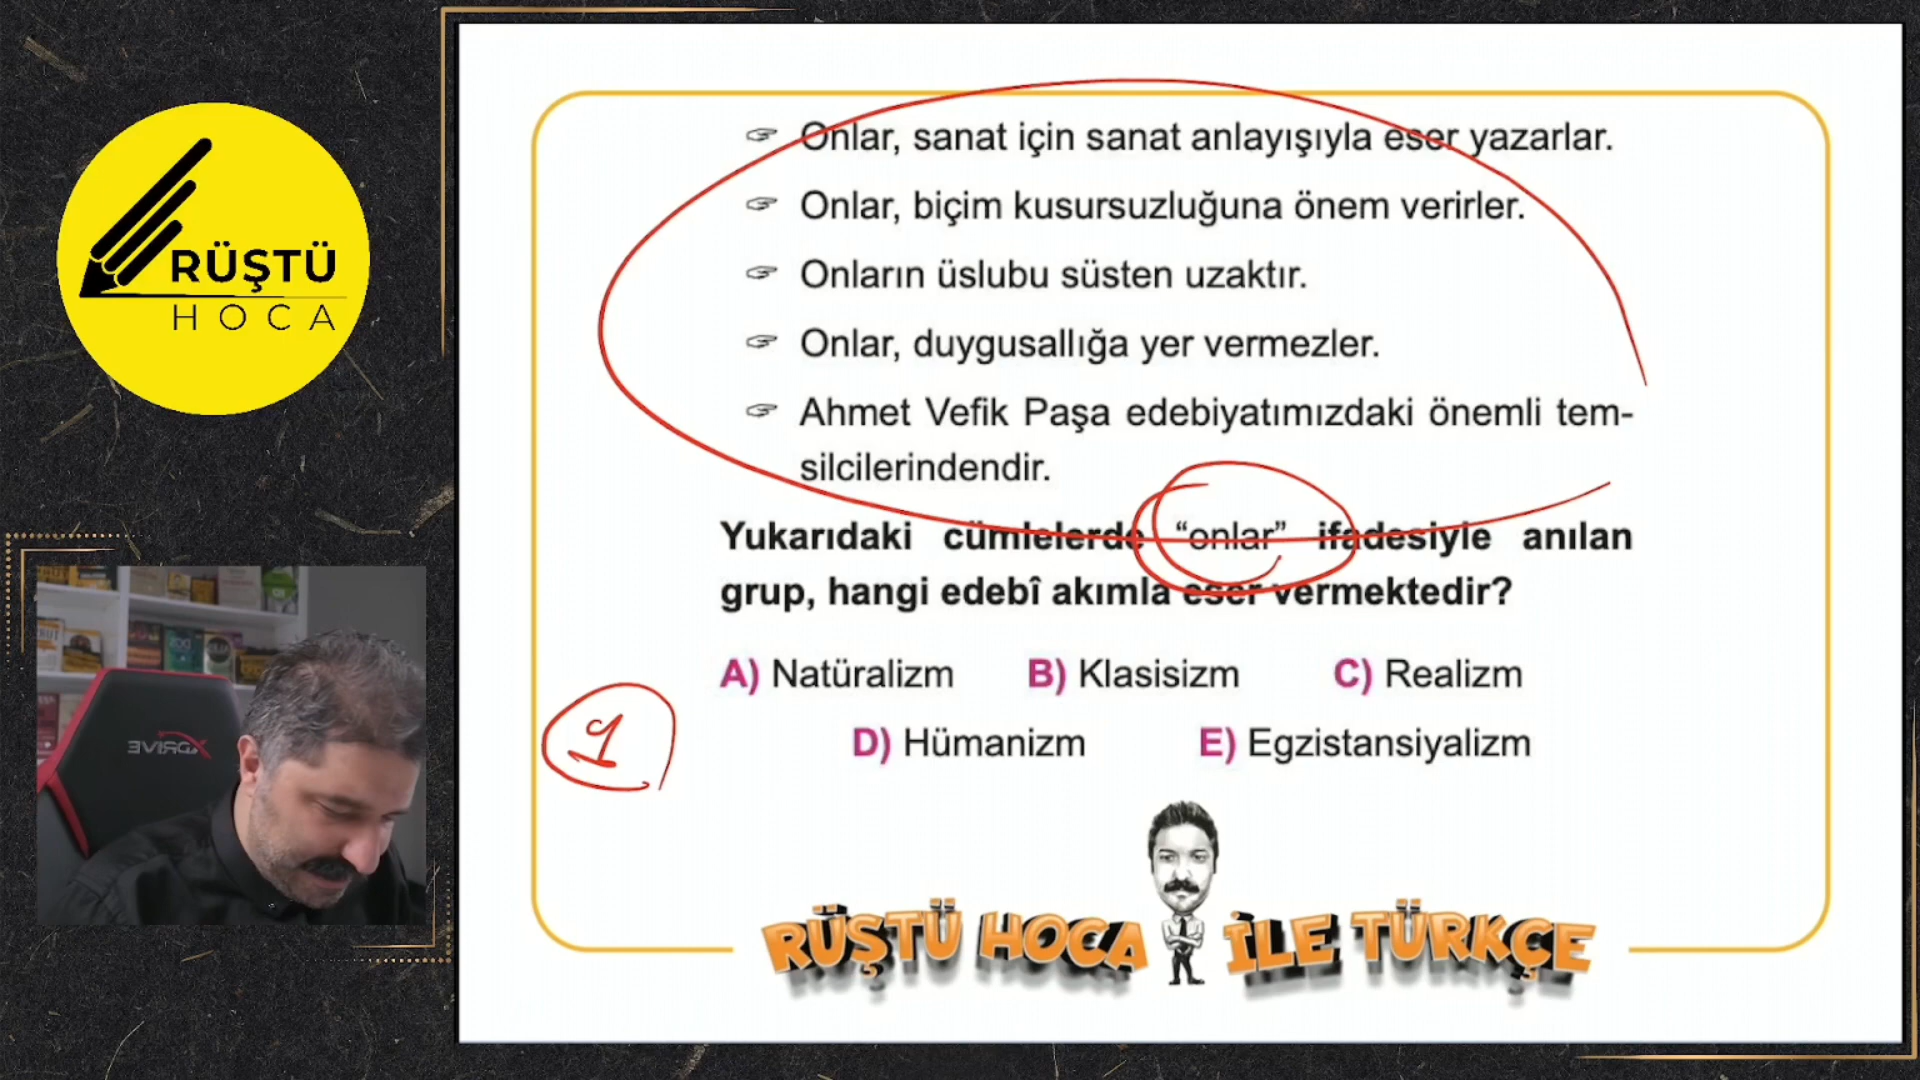 RÜŞTÜ
HOCA
Onlar, sanat için sanat anlayışıyla eser yazarlar.
Onlar, biçim kusursuzluğuna önem verirler.
Onların üslubu süsten uzaktır.
Onlar, duygusallığa yer vermezler.
Ahmet Vefik Paşa edebiyatımızdaki önemli tem-
silcilerindendir.
Yukarıdaki cümlelerde “onlar” ifadesiyle anılan
grup, hangi edebî akımla eser vermektedir?
A) Natüralizm B) Klasisizm C) Realizm
D) Hümanizm E) Egzistansiyalizm
1
RÜŞTÜ HOCA İLE TÜRKÇE